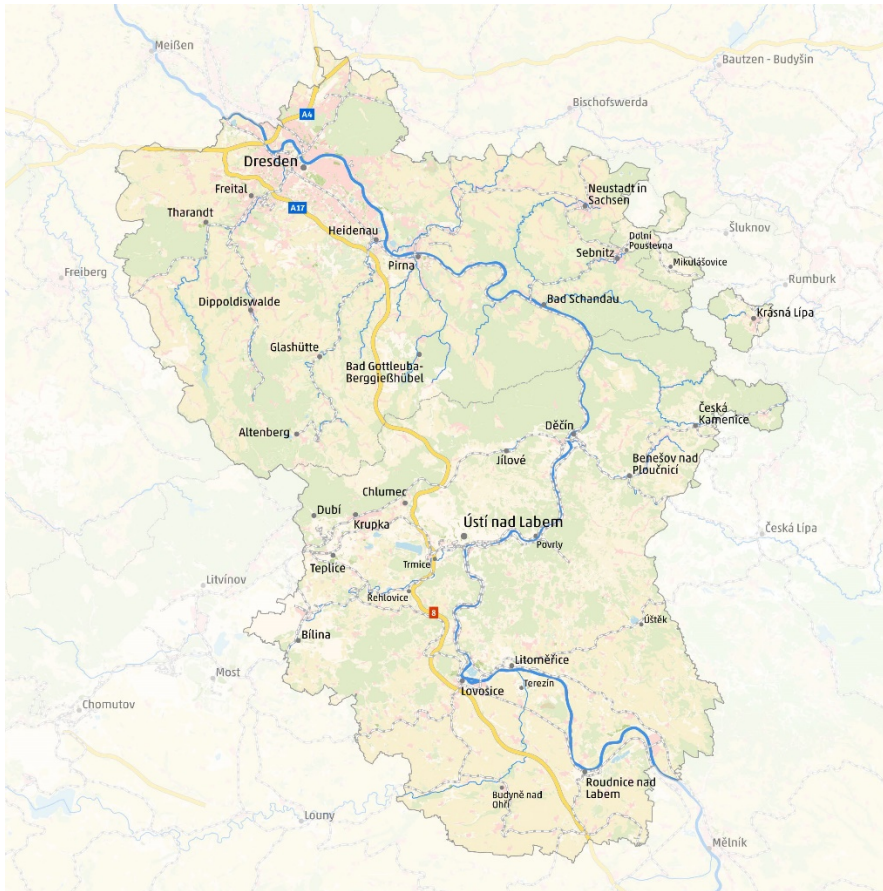 Meißen
Bautzen - Budyšin
Bischofswerda
A4
Dresden
Freital
A17
Neustadt in
Sachsen
Tharandt
Heidenau
Dolní
Poustevna
Šluknov
Sebnitz
Mikulášovice
Pirna
Freiberg
Rumburk
Dippoldiswalde
Bad Schandau
Krásná Lípa
Glashütte
Bad Gottleuba-
Berggießhübel
Česká
Kamenice
Altenberg
Děčín
Jílové
Benešov nad
Ploučnicí
Chlumec
Dubí
Krupka
Ústí nad Labem
Česká Lípa
Povrly
Teplice
Trmice
Litvínov
Řehlovice
8
Úštěk
Bílina
Litoměřice
Most
Terezín
Lovosice
Chomutov
Roudnice nad
Labem
Budyně nad
Ohří
Louny
Mělník